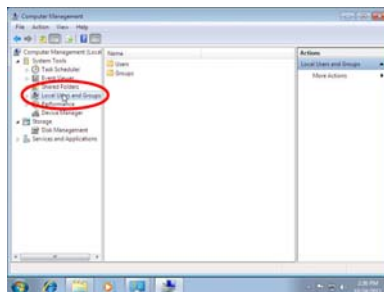 Computer Management
File Action View Help
Computer Management (Local
System Tools
Task Scheduler
Event Viewer
Shared Folders
Local Users and Groups
Performance
Device Manager
Storage
Disk Management
Services and Applications
Name
Users
Groups
Actions
Local Users and Groups
More Actions